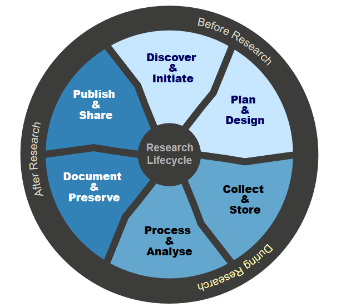 Before Research
Discover
&
Initiate
Plan
&
Design
During Research
Collect
&
Store
Process
&
Analyse
After Research
Document
&
Preserve
Publish
&
Share
Research
Lifecycle